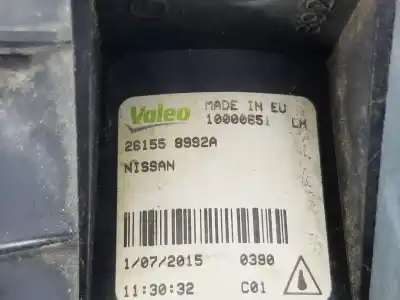 Valeo MADE IN EU
10000651 LH
26155 8992A
NISSAN
1/07/2015 0390
11:30:32 C01